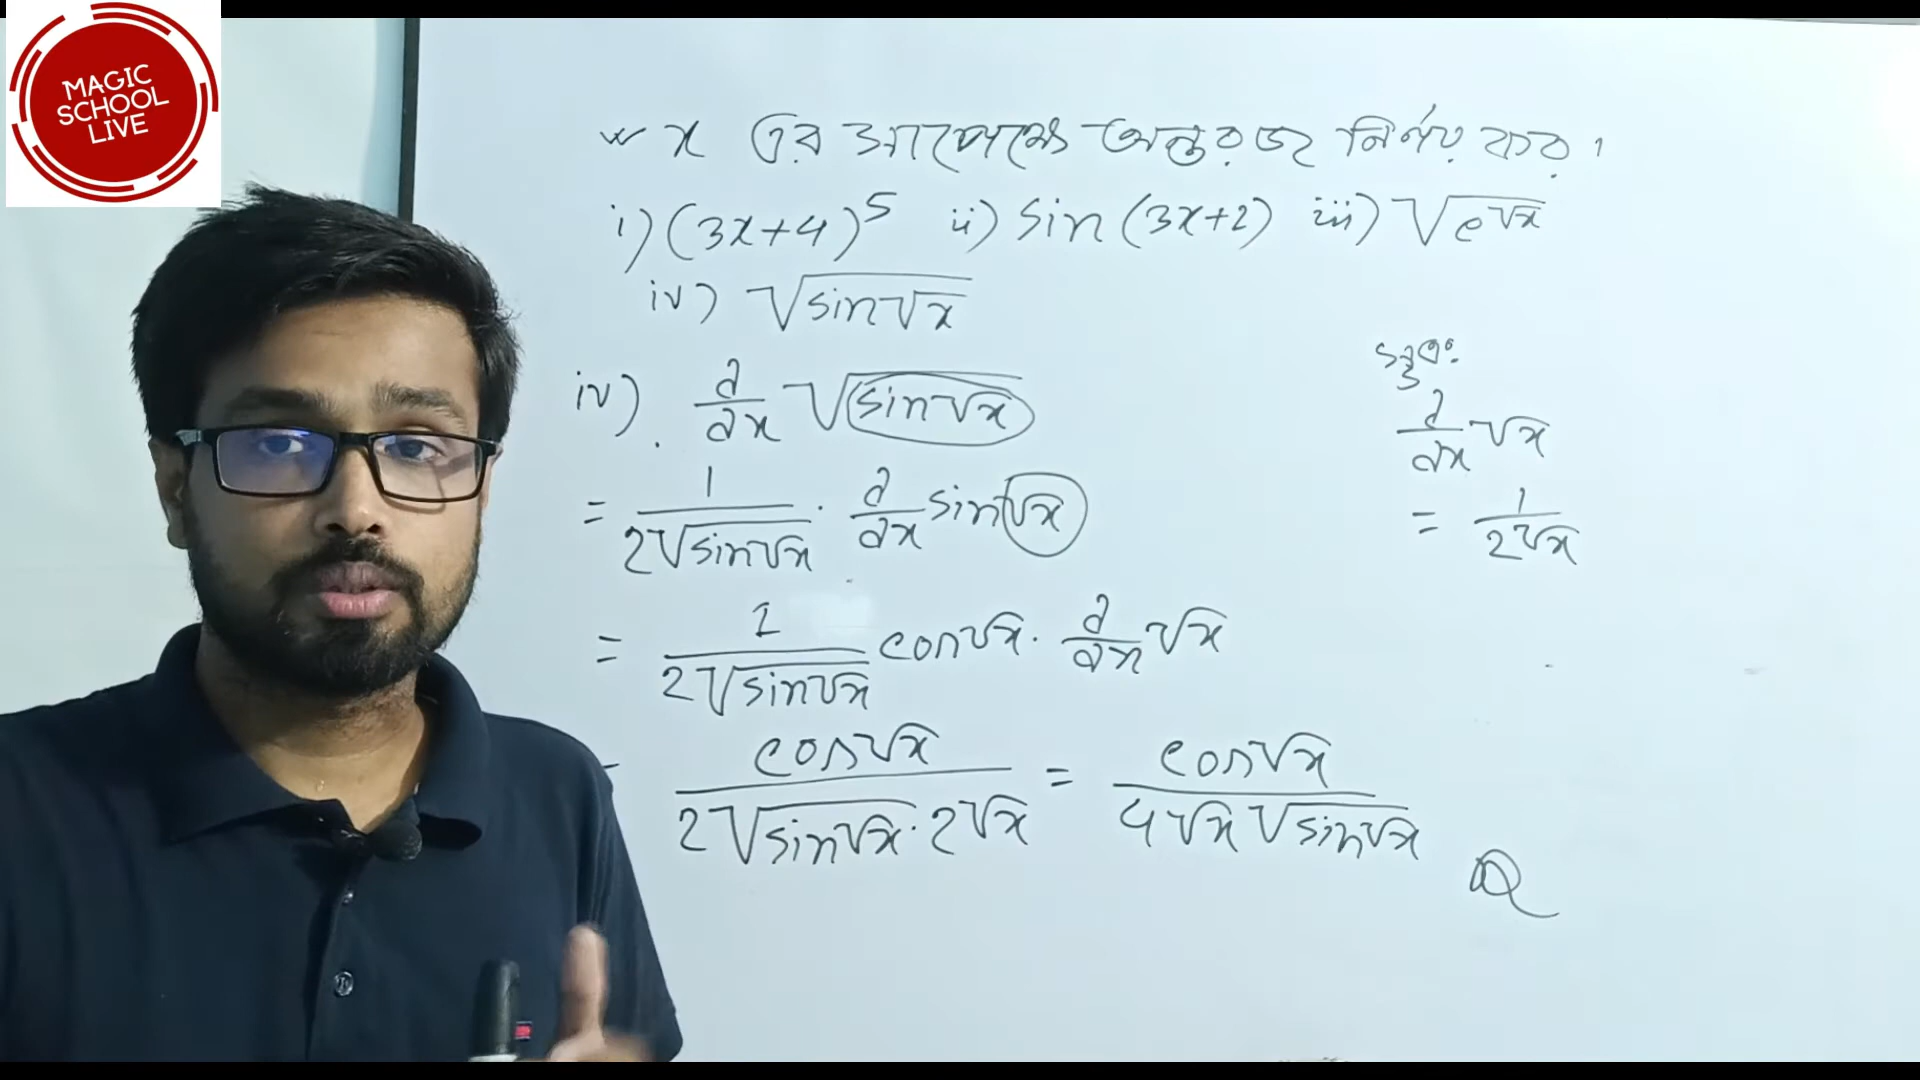 MAGIC
SCHOOL
LIVE
x এর সাপেক্ষে অন্তরজ নির্ণয় কর।
i) (3x+4)^5 ii) sin(3x+2) iii) √(e^√x)
iv) √(sin√x)
সূত্রঃ
iv) d/dx √(sin√x)
d/dx √x
= 1/(2√(sin√x)) · d/dx sin√x
= 1/(2√x)
= 1/(2√(sin√x)) cos√x · d/dx √x
= cos√x/(2√(sin√x) · 2√x) = cos√x/(4√x √(sin√x))